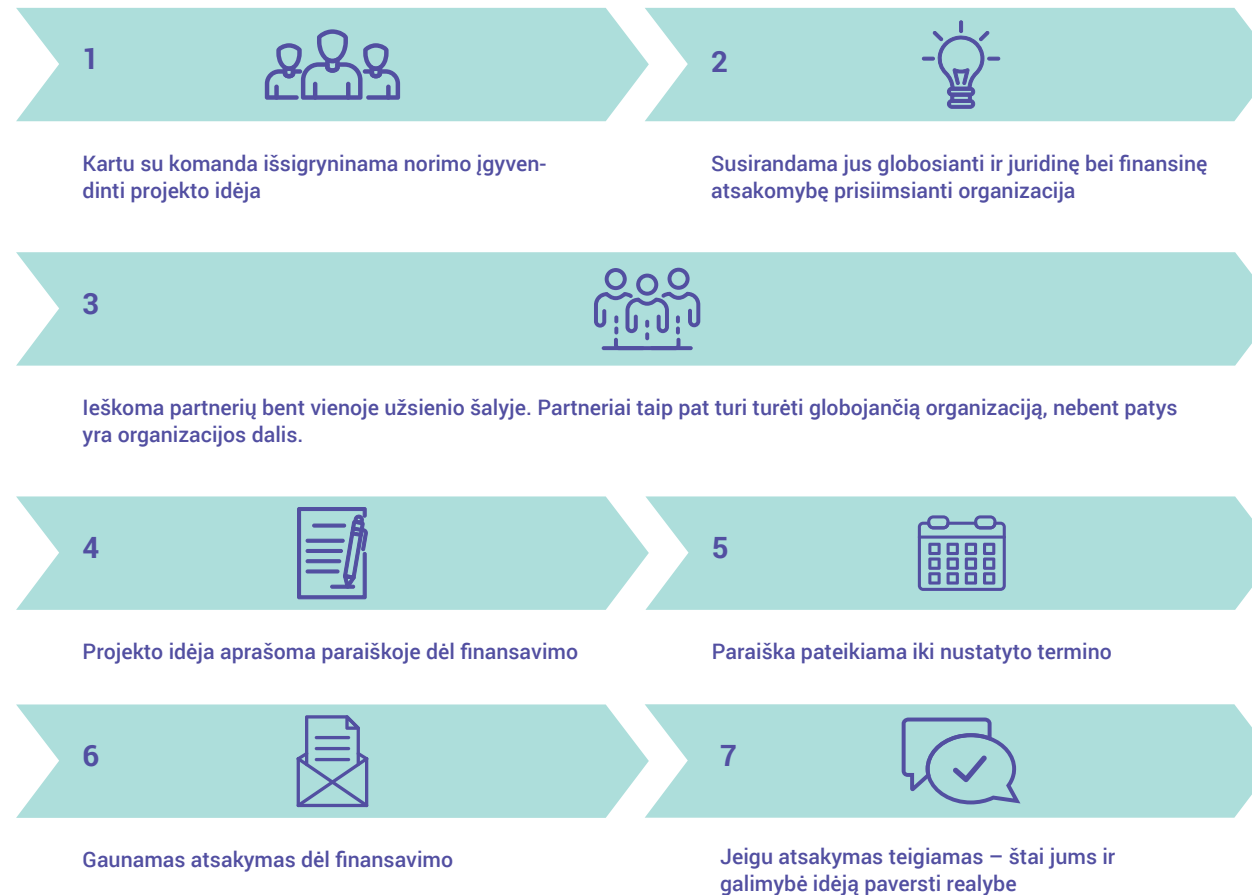 1
Kartu su komanda išsigryninama norimo įgyven-
dinti projekto idėja
2
Susirandama jus globosianti ir juridinę bei finansinę
atsakomybę prisiimsianti organizacija
3
Ieškoma partnerių bent vienoje užsienio šalyje. Partneriai taip pat turi turėti globojančią organizaciją, nebent patys
yra organizacijos dalis.
4
Projekto idėja aprašoma paraiškoje dėl finansavimo
5
Paraiška pateikiama iki nustatyto termino
6
Gaunamas atsakymas dėl finansavimo
7
Jeigu atsakymas teigiamas – štai jums ir
galimybė idėją paversti realybe